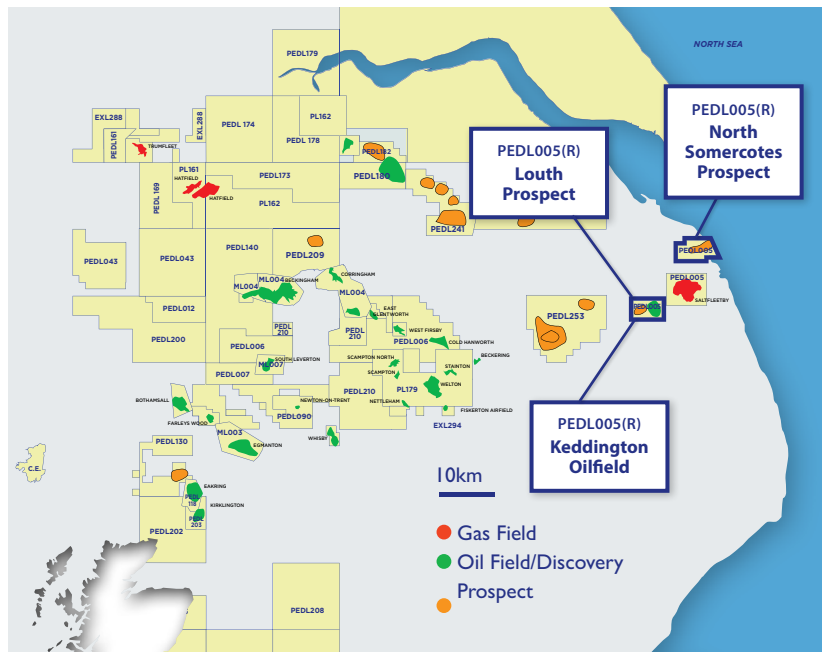 PEDL179
NORTH SEA
EXL288
EXL288
PEDL161
PEDL 174
PL162
PEDL 178
PEDL182
TRUMFLEET
PL161
HATFIELD
HATFIELD
PEDL 169
PEDL173
PL162
PEDL180
PEDL241
PEDL005(R)
Louth
Prospect
PEDL005(R)
North
Somercotes
Prospect
PEDL043
PEDL043
PEDL140
PEDL209
PEDL005
PEDL005
SALTFLEETBY
PEDL005
ML004
ML004
BECKINGHAM
CORRINGHAM
ML004
EAST
GLENTWORTH
PEDL012
PEDL200
PEDL
210
PEDL
210
PEDL006
WEST FIRSBY
PEDL006
COLD HANWORTH
PEDL253
SOUTH LEVERTON
ML007
PEDL007
SCAMPTON NORTH
SCAMPTON
STAINTON
BECKERING
PEDL210
PL179
WELTON
NETTLEHAM
BOTHAMSALL
NEWTON-ON-TRENT
PEDL090
FARLEYS WOOD
FISKERTON AIRFIELD
EXL294
ML003
EGMANTON
WHISBY
PEDL005(R)
Keddington
Oilfield
PEDL130
C.E.
EAKRING
PEDL
118
KIRKLINGTON
PEDL
203
PEDL202
PEDL208
10km
Gas Field
Oil Field/Discovery
Prospect